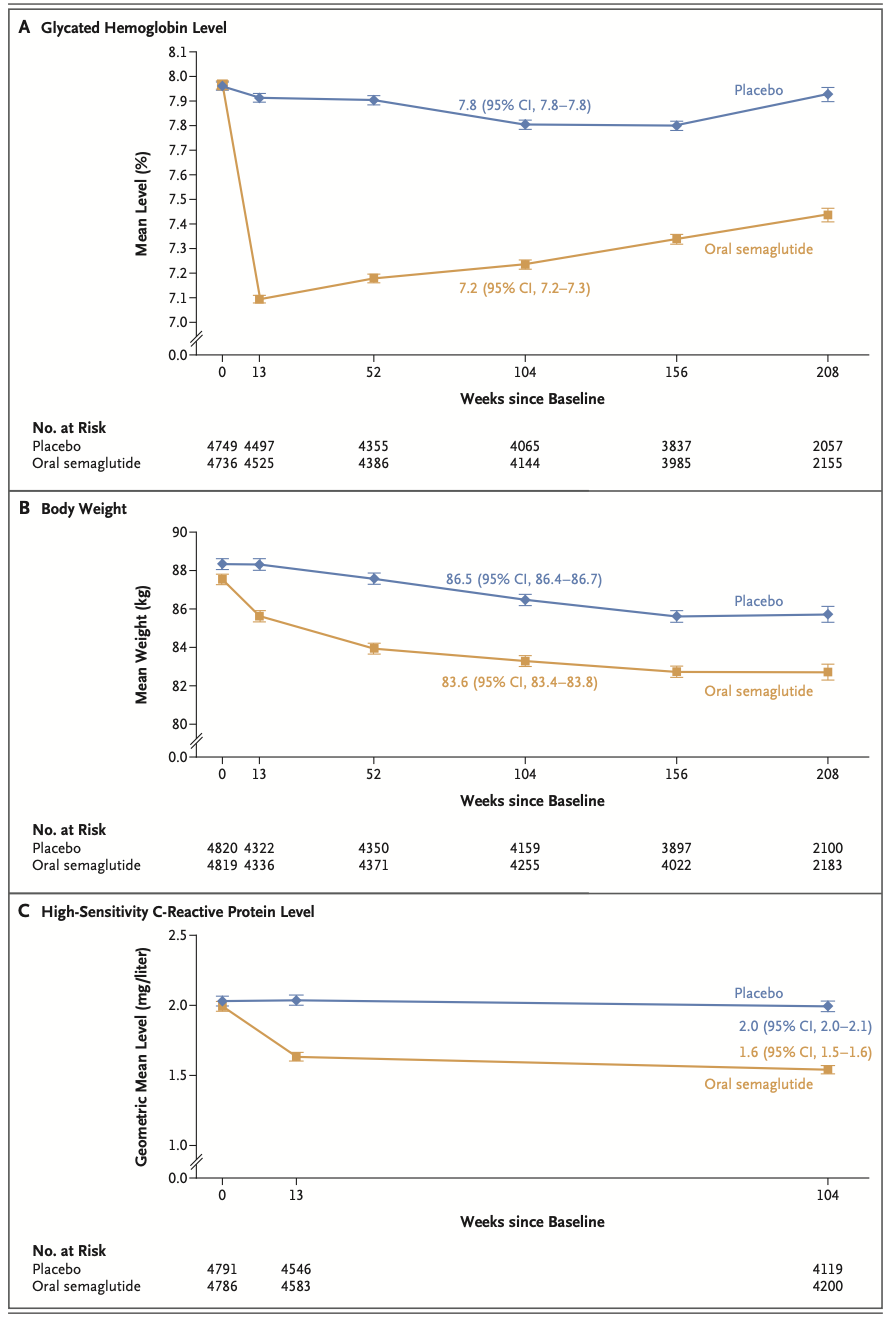 A Glycated Hemoglobin Level
8.1
8.0
7.9
7.8
7.7
7.6
7.5
7.4
7.3
7.2
7.1
7.0
0.0
Mean Level (%)
Placebo
7.8 (95% CI, 7.8–7.8)
Oral semaglutide
7.2 (95% CI, 7.2–7.3)
0 13 52 104 156 208
Weeks since Baseline
No. at Risk
Placebo 4749 4497 4355 4065 3837 2057
Oral semaglutide 4736 4525 4386 4144 3985 2155
B Body Weight
90
88
86
84
82
80
0.0
Mean Weight (kg)
86.5 (95% CI, 86.4–86.7)
Placebo
83.6 (95% CI, 83.4–83.8)
Oral semaglutide
0 13 52 104 156 208
Weeks since Baseline
No. at Risk
Placebo 4820 4322 4350 4159 3897 2100
Oral semaglutide 4819 4336 4371 4255 4022 2183
C High-Sensitivity C-Reactive Protein Level
2.5
2.0
1.5
1.0
0.0
Geometric Mean Level (mg/liter)
Placebo
2.0 (95% CI, 2.0–2.1)
1.6 (95% CI, 1.5–1.6)
Oral semaglutide
0 13 104
Weeks since Baseline
No. at Risk
Placebo 4791 4546 4119
Oral semaglutide 4786 4583 4200